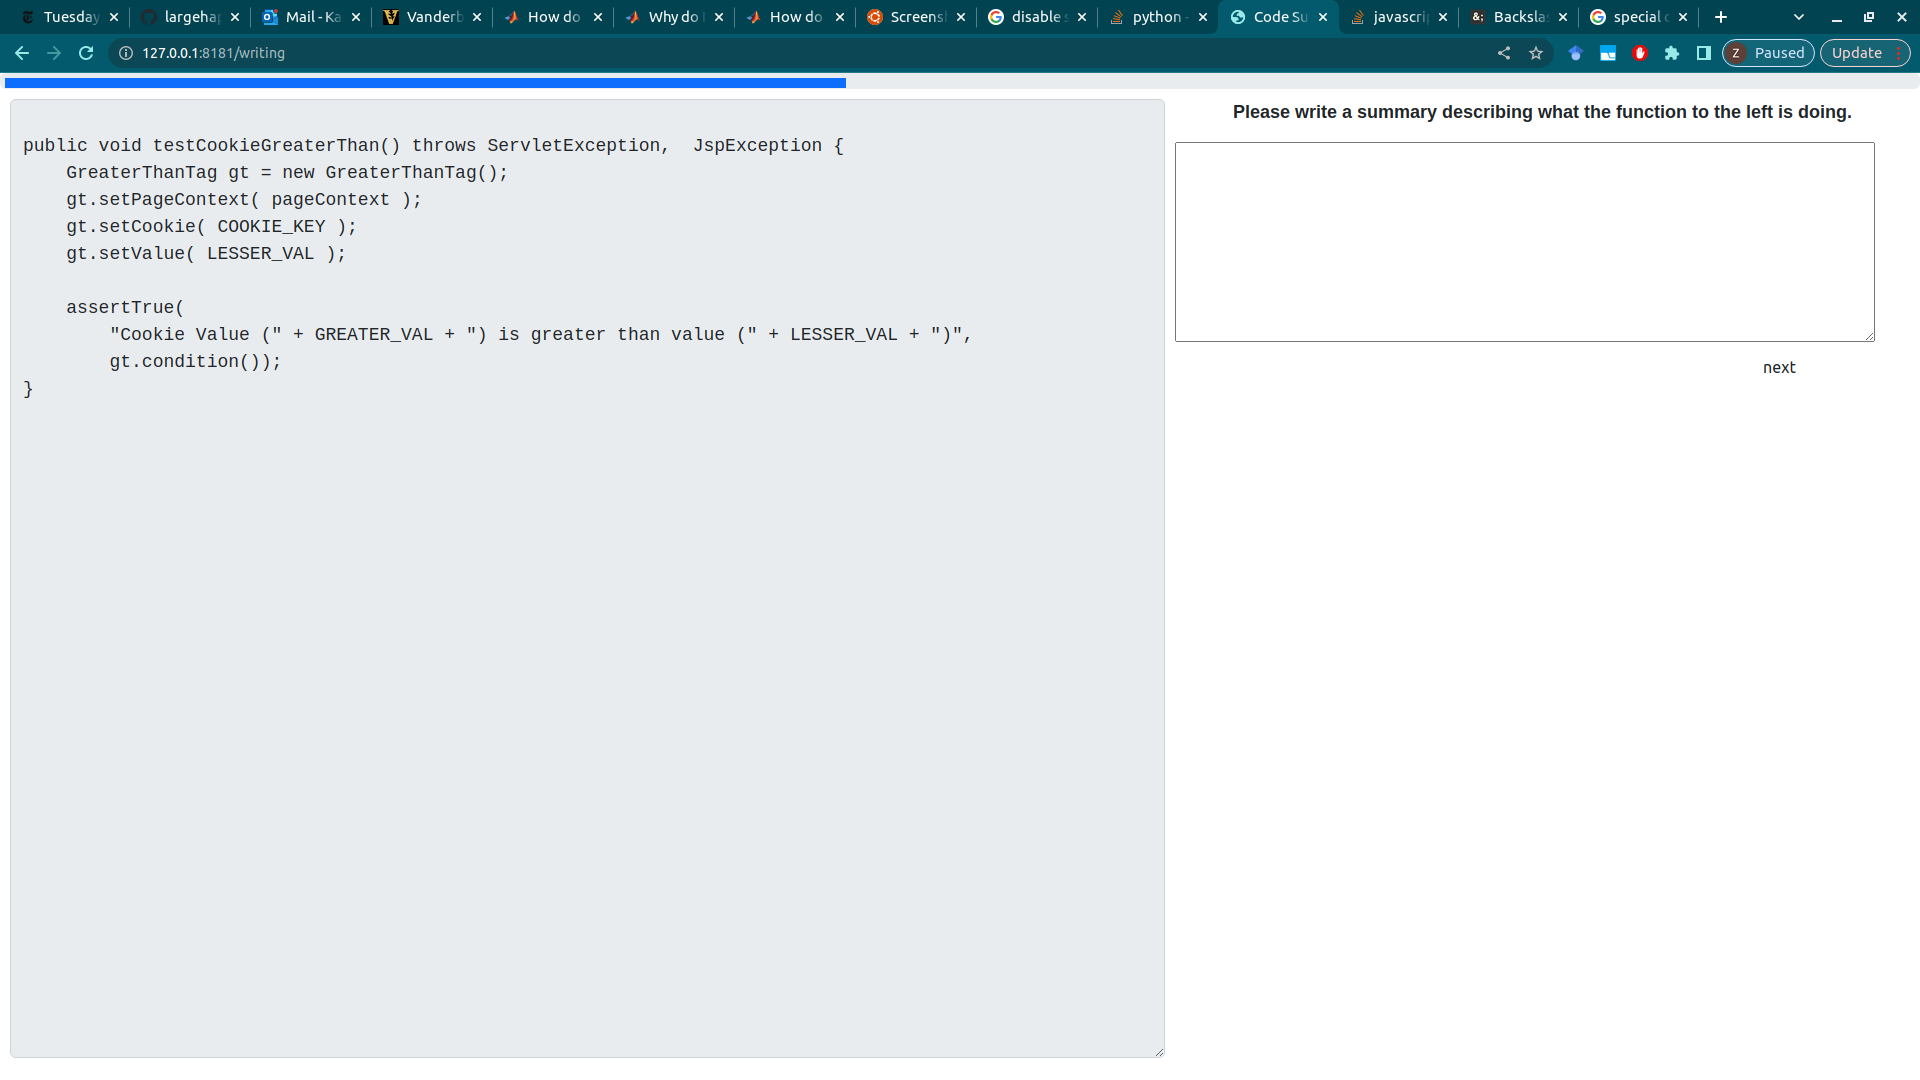 Tuesday
largehap
Mail - Ka
Vanderb
How do
Why do
How do
Screens
disable s
python -
Code Su
javascri
Backsla
special c
127.0.0.1:8181/writing
Z Paused
Update
public void testCookieGreaterThan() throws ServletException,  JspException {
    GreaterThanTag gt = new GreaterThanTag();
    gt.setPageContext( pageContext );
    gt.setCookie( COOKIE_KEY );
    gt.setValue( LESSER_VAL );
    assertTrue(
        "Cookie Value (" + GREATER_VAL + ") is greater than value (" + LESSER_VAL + ")",
        gt.condition());
}
Please write a summary describing what the function to the left is doing.
next